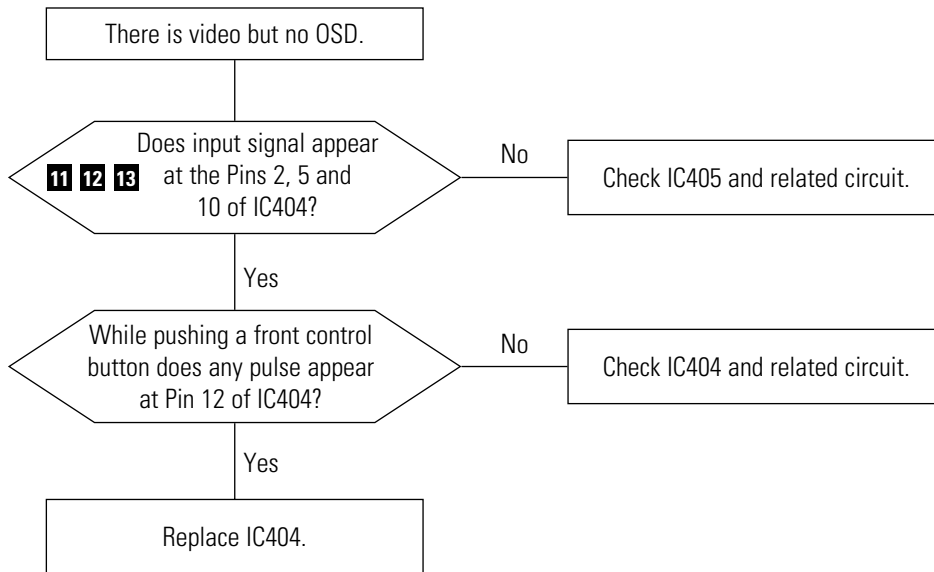 There is video but no OSD.
Does input signal appear
11 12 13 at the Pins 2, 5 and
10 of IC404?
No
Check IC405 and related circuit.
Yes
While pushing a front control
button does any pulse appear
at Pin 12 of IC404?
No
Check IC404 and related circuit.
Yes
Replace IC404.